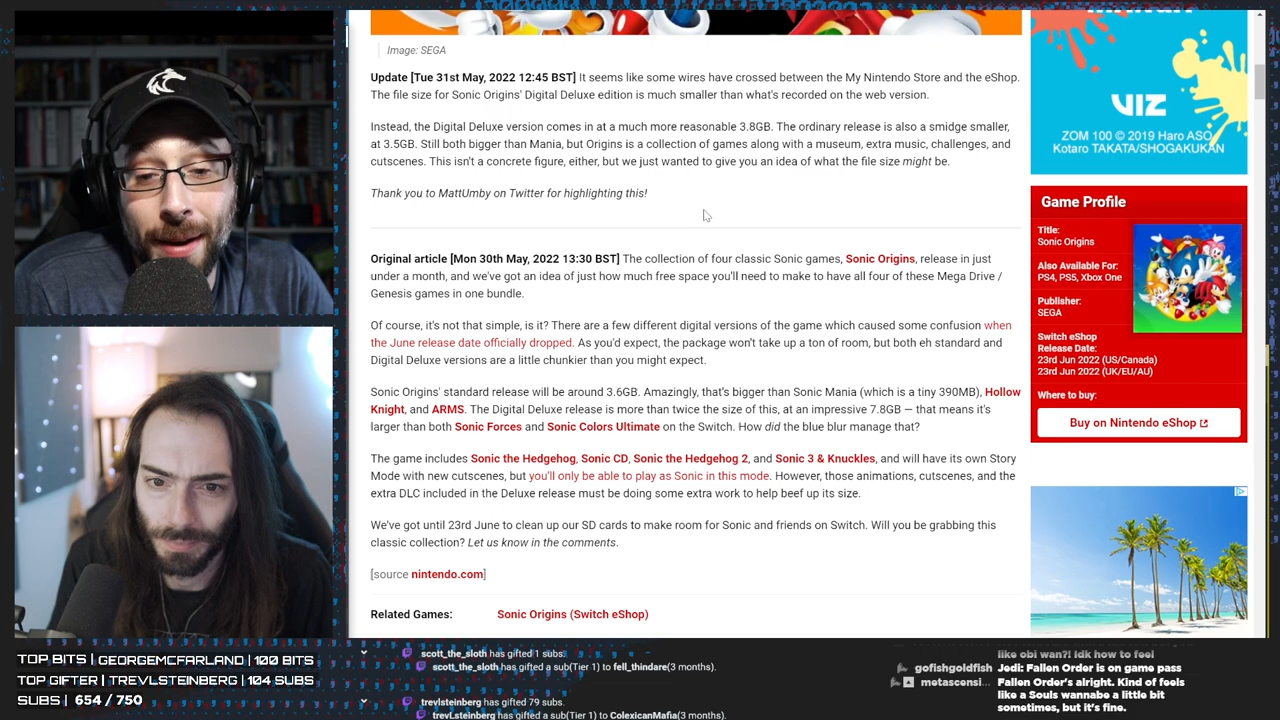 Image: SEGA
Update [Tue 31st May, 2022 12:45 BST] It seems like some wires have crossed between the My Nintendo Store and the eShop.
The file size for Sonic Origins' Digital Deluxe edition is much smaller than what's recorded on the web version.
Instead, the Digital Deluxe version comes in at a much more reasonable 3.8GB. The ordinary release is also a smidge smaller,
at 3.5GB. Still both bigger than Mania, but Origins is a collection of games along with a museum, extra music, challenges, and
cutscenes. This isn't a concrete figure, either, but we just wanted to give you an idea of what the file size might be.
Thank you to MattUmby on Twitter for highlighting this!
Original article [Mon 30th May, 2022 13:30 BST] The collection of four classic Sonic games, Sonic Origins, release in just
under a month, and we've got an idea of just how much free space you'll need to make to have all four of these Mega Drive /
Genesis games in one bundle.
Of course, it's not that simple, is it? There are a few different digital versions of the game which caused some confusion when
the June release date officially dropped. As you'd expect, the package won't take up a ton of room, but both eh standard and
Digital Deluxe versions are a little chunkier than you might expect.
Sonic Origins' standard release will be around 3.6GB. Amazingly, that's bigger than Sonic Mania (which is a tiny 390MB), Hollow
Knight, and ARMS. The Digital Deluxe release is more than twice the size of this, at an impressive 7.8GB — that means it's
larger than both Sonic Forces and Sonic Colors Ultimate on the Switch. How did the blue blur manage that?
The game includes Sonic the Hedgehog, Sonic CD, Sonic the Hedgehog 2, and Sonic 3 & Knuckles, and will have its own Story
Mode with new cutscenes, but you'll only be able to play as Sonic in this mode. However, those animations, cutscenes, and the
extra DLC included in the Deluxe release must be doing some extra work to help beef up its size.
We've got until 23rd June to clean up our SD cards to make room for Sonic and friends on Switch. Will you be grabbing this
classic collection? Let us know in the comments.
[source nintendo.com]
Related Games: Sonic Origins (Switch eShop)
VIZ
ZOM 100 © 2019 Haro ASO,
Kotaro TAKATA/SHOGAKUKAN
Game Profile
Title:
Sonic Origins
Also Available For:
PS4, PS5, Xbox One
Publisher:
SEGA
Switch eShop
Release Date:
23rd Jun 2022 (US/Canada)
23rd Jun 2022 (UK/EU/AU)
Where to buy:
Buy on Nintendo eShop
TOP BITS | GEORGEMCFARLAND | 100 BITS
TOP GIFTER | TREVLSTEINBERG | 104 SUBS
SUBS | 654 / 750
scott_the_sloth has gifted 1 subs.
scott_the_sloth has gifted a sub(Tier 1) to fell_thindare(3 months).
trevlsteinberg has gifted 79 subs.
trevLsteinberg has gifted a sub(Tier 1) to ColexicanMafia(3 months).
like obi wan?! Idk how to feel
gofishgoldfish Jedi: Fallen Order is on game pass
metascensi... Fallen Order's alright. Kind of feels
like a Souls wannabe a little bit
sometimes, but it's fine.